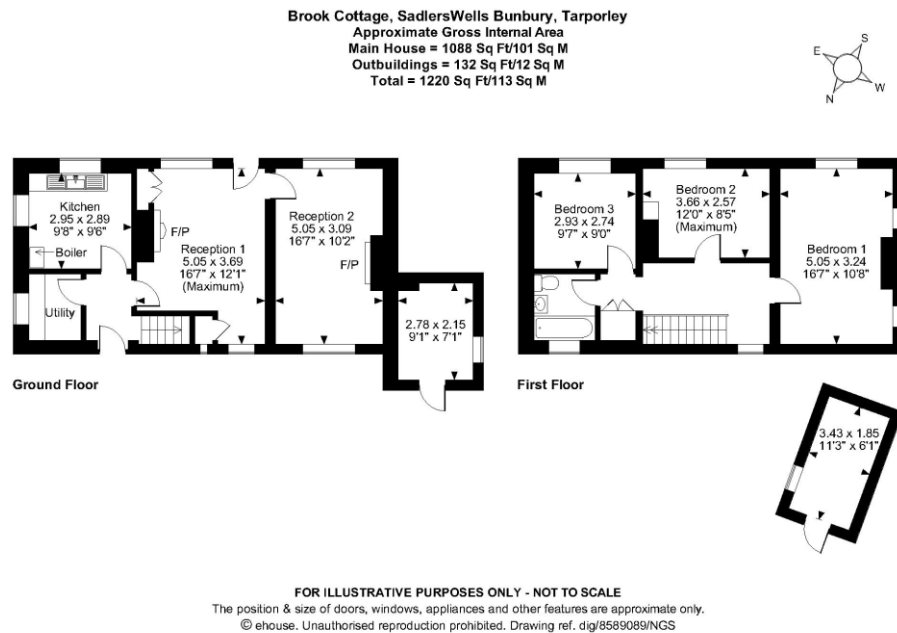 Brook Cottage, SadlersWells Bunbury, Tarporley
Approximate Gross Internal Area
Main House = 1088 Sq Ft/101 Sq M
Outbuildings = 132 Sq Ft/12 Sq M
Total = 1220 Sq Ft/113 Sq M
S
E
W
N
Kitchen
2.95 x 2.89
9'8" x 9'6"
Boiler
Utility
F/P
Reception 1
5.05 x 3.69
16'7" x 12'1"
(Maximum)
Reception 2
5.05 x 3.09
16'7" x 10'2"
F/P
2.78 x 2.15
9'1" x 7'1"
Ground Floor
Bedroom 3
2.93 x 2.74
9'7" x 9'0"
Bedroom 2
3.66 x 2.57
12'0" x 8'5"
(Maximum)
Bedroom 1
5.05 x 3.24
16'7" x 10'8"
First Floor
3.43 x 1.85
11'3" x 6'1"
FOR ILLUSTRATIVE PURPOSES ONLY - NOT TO SCALE
The position & size of doors, windows, appliances and other features are approximate only.
© ehouse. Unauthorised reproduction prohibited. Drawing ref. dig/8589089/NGS